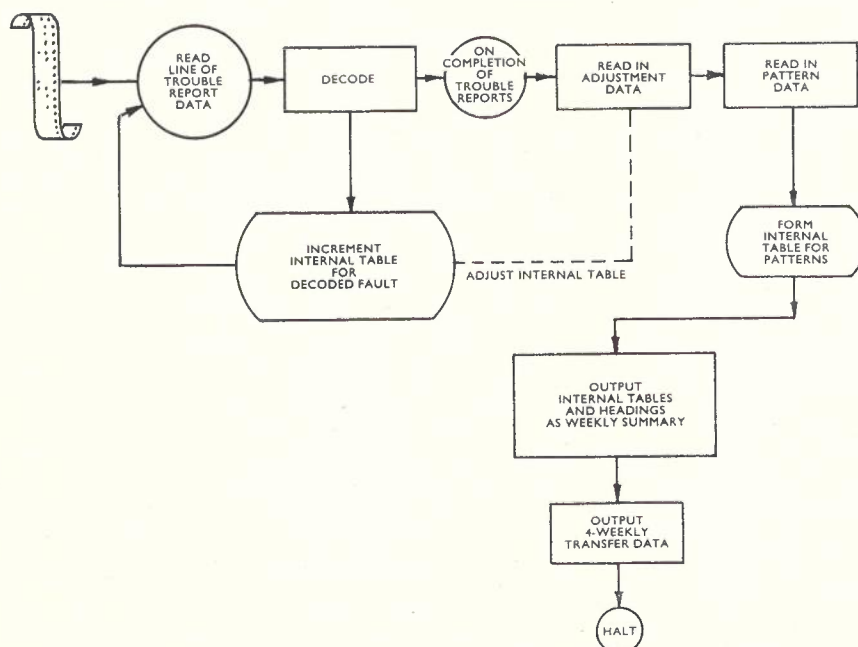 READ
LINE OF
TROUBLE
REPORT
DATA
DECODE
ON
COMPLETION
OF
TROUBLE
REPORTS
READ IN
ADJUSTMENT
DATA
READ IN
PATTERN
DATA
INCREMENT
INTERNAL TABLE
FOR
DECODED FAULT
ADJUST INTERNAL TABLE
FORM
INTERNAL
TABLE FOR
PATTERNS
OUTPUT
INTERNAL TABLES
AND HEADINGS
AS WEEKLY SUMMARY
OUTPUT
4-WEEKLY
TRANSFER DATA
HALT